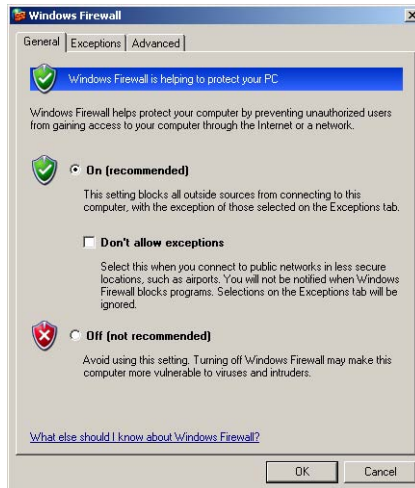 Windows Firewall
General
Exceptions
Advanced
Windows Firewall is helping to protect your PC
Windows Firewall helps protect your computer by preventing unauthorized users
from gaining access to your computer through the Internet or a network.
On (recommended)
This setting blocks all outside sources from connecting to this
computer, with the exception of those selected on the Exceptions tab.
Don't allow exceptions
Select this when you connect to public networks in less secure
locations, such as airports. You will not be notified when Windows
Firewall blocks programs. Selections on the Exceptions tab will be
ignored.
Off (not recommended)
Avoid using this setting. Turning off Windows Firewall may make this
computer more vulnerable to viruses and intruders.
What else should I know about Windows Firewall?
OK
Cancel